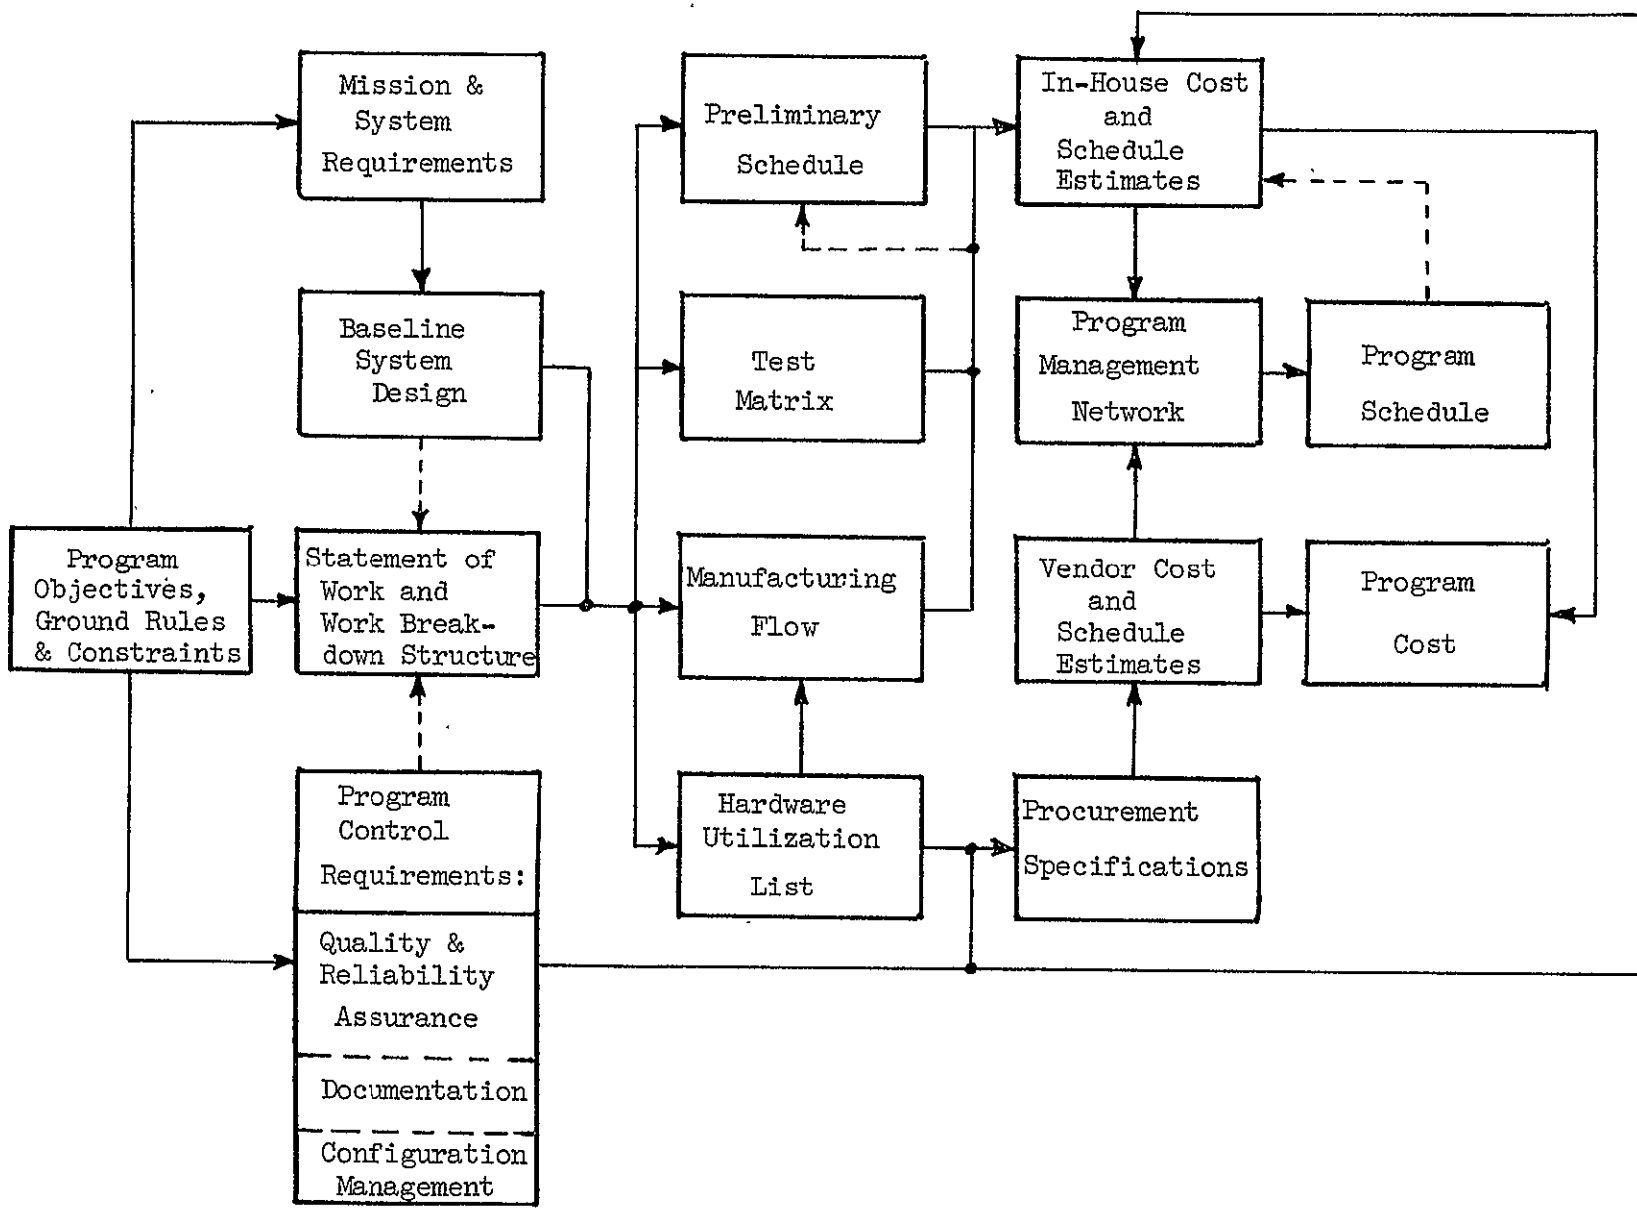 Mission &
System
Requirements
Baseline
System
Design
Program
Objectives,
Ground Rules
& Constraints
Statement of
Work and
Work Break-
down Structure
Program
Control
Requirements:
Quality &
Reliability
Assurance
Documentation
Configuration
Management
Preliminary
Schedule
Test
Matrix
Manufacturing
Flow
Hardware
Utilization
List
In-House Cost
and
Schedule
Estimates
Program
Management
Network
Vendor Cost
and
Schedule
Estimates
Procurement
Specifications
Program
Schedule
Program
Cost